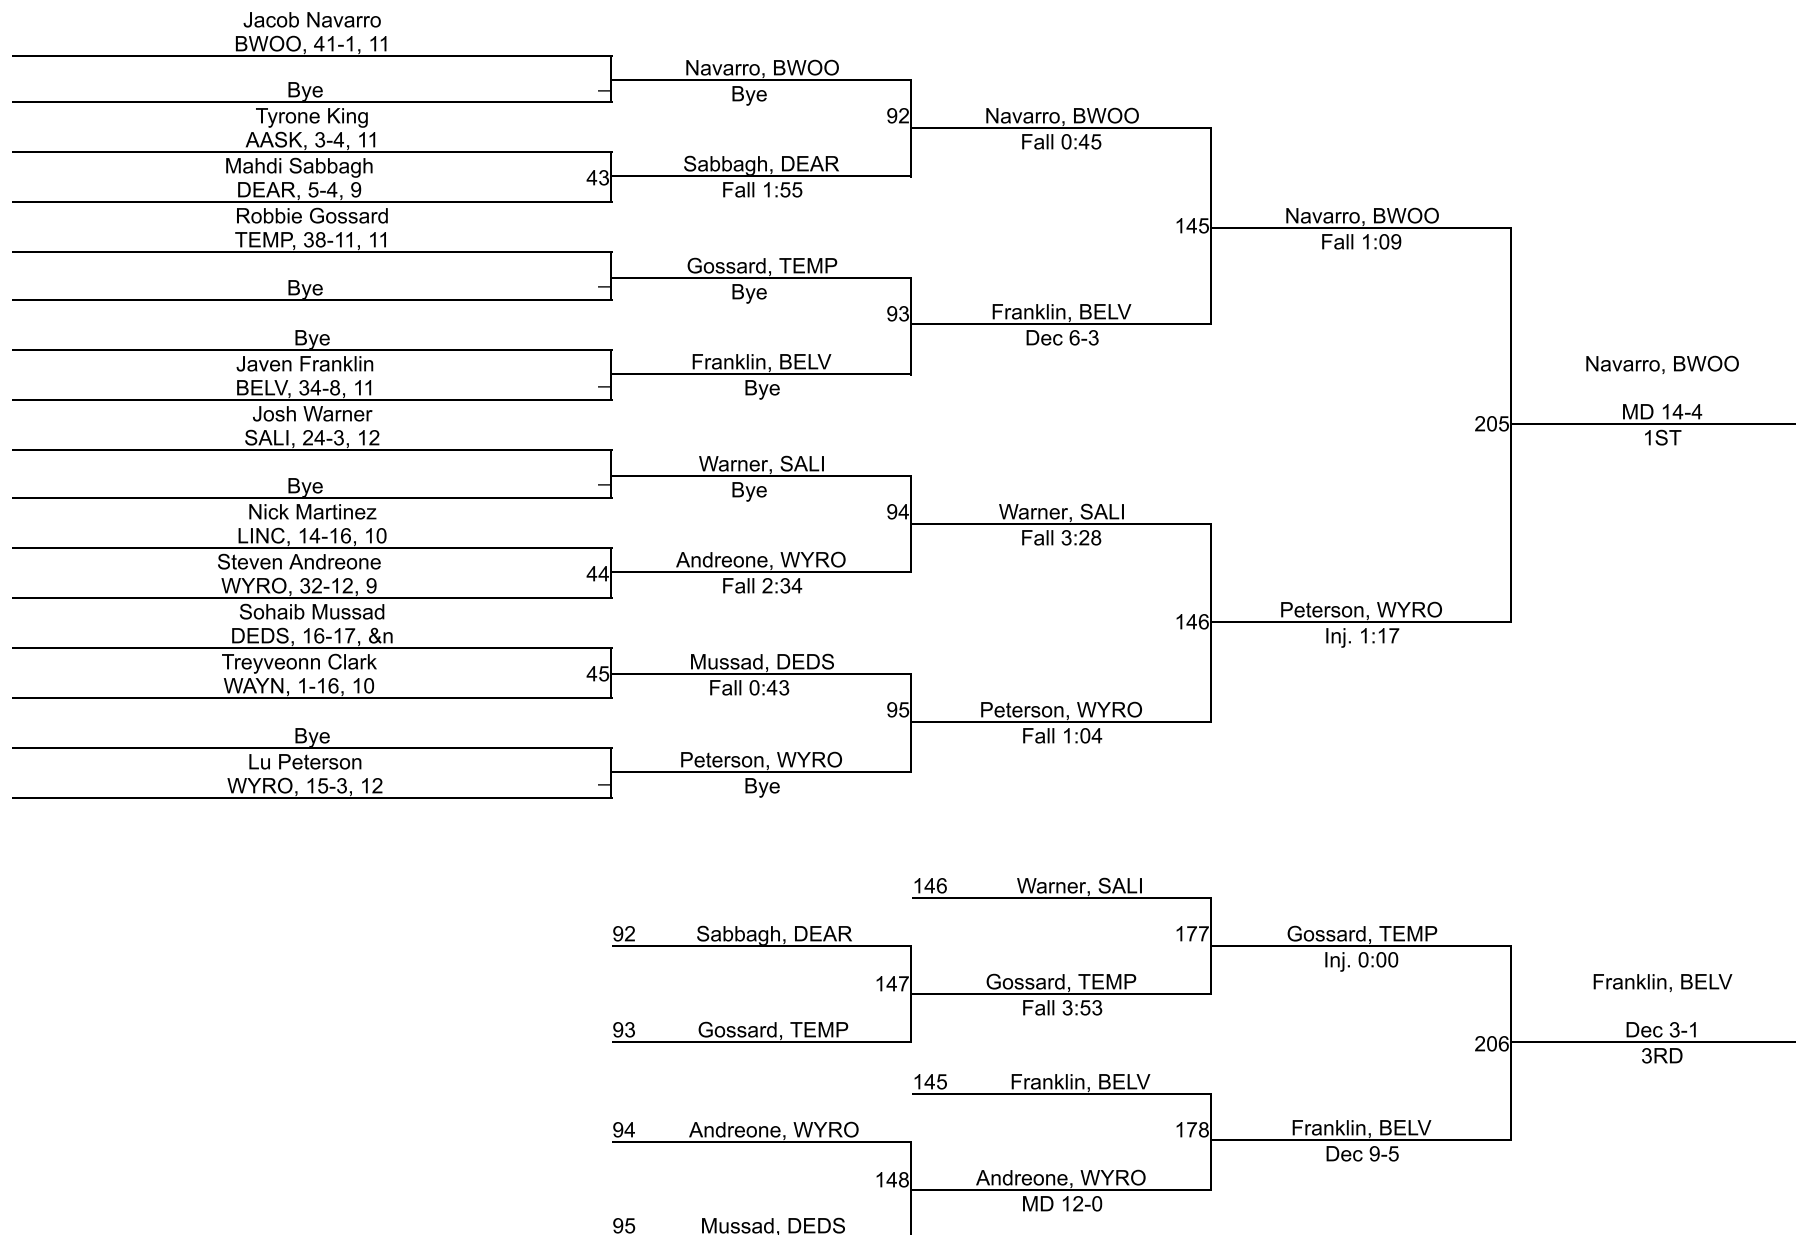 Jacob Navarro
BWOO, 41-1, 11
Bye
Tyrone King
AASK, 3-4, 11
Mahdi Sabbagh
DEAR, 5-4, 9
43
Robbie Gossard
TEMP, 38-11, 11
Bye
Bye
Javen Franklin
BELV, 34-8, 11
Josh Warner
SALI, 24-3, 12
Bye
Nick Martinez
LINC, 14-16, 10
Steven Andreone
WYRO, 32-12, 9
44
Sohaib Mussad
DEDS, 16-17, &n
Treyveonn Clark
WAYN, 1-16, 10
45
Bye
Lu Peterson
WYRO, 15-3, 12
Navarro, BWOO
Bye
92
Sabbagh, DEAR
Fall 1:55
Gossard, TEMP
Bye
93
Franklin, BELV
Bye
Warner, SALI
Bye
94
Andreone, WYRO
Fall 2:34
Mussad, DEDS
Fall 0:43
95
Peterson, WYRO
Bye
Navarro, BWOO
Fall 0:45
145
Franklin, BELV
Dec 6-3
Warner, SALI
Fall 3:28
146
Peterson, WYRO
Fall 1:04
Navarro, BWOO
Fall 1:09
205
Peterson, WYRO
Inj. 1:17
Navarro, BWOO
MD 14-4
1ST
92 Sabbagh, DEAR
147
93 Gossard, TEMP
94 Andreone, WYRO
148
95 Mussad, DEDS
146 Warner, SALI
177
Gossard, TEMP
Fall 3:53
145 Franklin, BELV
178
Andreone, WYRO
MD 12-0
Gossard, TEMP
Inj. 0:00
206
Franklin, BELV
Dec 9-5
Franklin, BELV
Dec 3-1
3RD